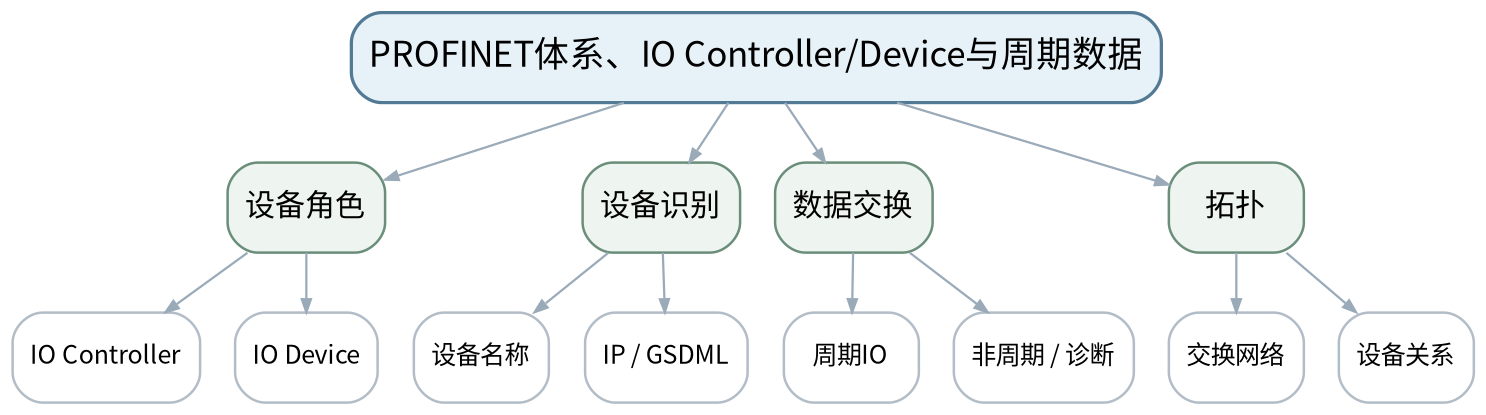 PROFINET体系、IO Controller/Device与周期数据
设备角色
设备识别
数据交换
拓扑
IO Controller
IO Device
设备名称
IP / GSDML
周期IO
非周期 / 诊断
交换网络
设备关系